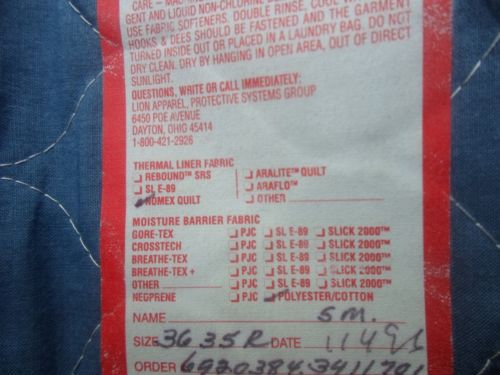 CARE – MACHINE
GENT AND LIQUID NON-CHLORINE
USE FABRIC SOFTENERS. DOUBLE RINSE. COOL
HOOKS & DEES SHOULD BE FASTENED AND THE GARMENT
TURNED INSIDE OUT OR PLACED IN A LAUNDRY BAG. DO NOT
DRY CLEAN. DRY BY HANGING IN OPEN AREA, OUT OF DIRECT
SUNLIGHT.
QUESTIONS, WRITE OR CALL IMMEDIATELY:
LION APPAREL, PROTECTIVE SYSTEMS GROUP
6450 POE AVENUE
DAYTON, OHIO 45414
1-800-421-2926
THERMAL LINER FABRIC
REBOUND™ SRS ARALITE™ QUILT
SL E-89 ARAFLO™
NOMEX QUILT OTHER
MOISTURE BARRIER FABRIC
GORE-TEX PJC SL E-89 SLICK 2000™
CROSSTECH PJC SL E-89 SLICK 2000™
BREATHE-TEX PJC SL E-89 SLICK 2000™
BREATHE-TEX + PJC SL E-89 SLICK 2000™
OTHER PJC SL E-89 SLICK 2000™
NEOPRENE PJC POLYESTER/COTTON
NAME S M.
SIZE 36 35 R DATE
ORDER